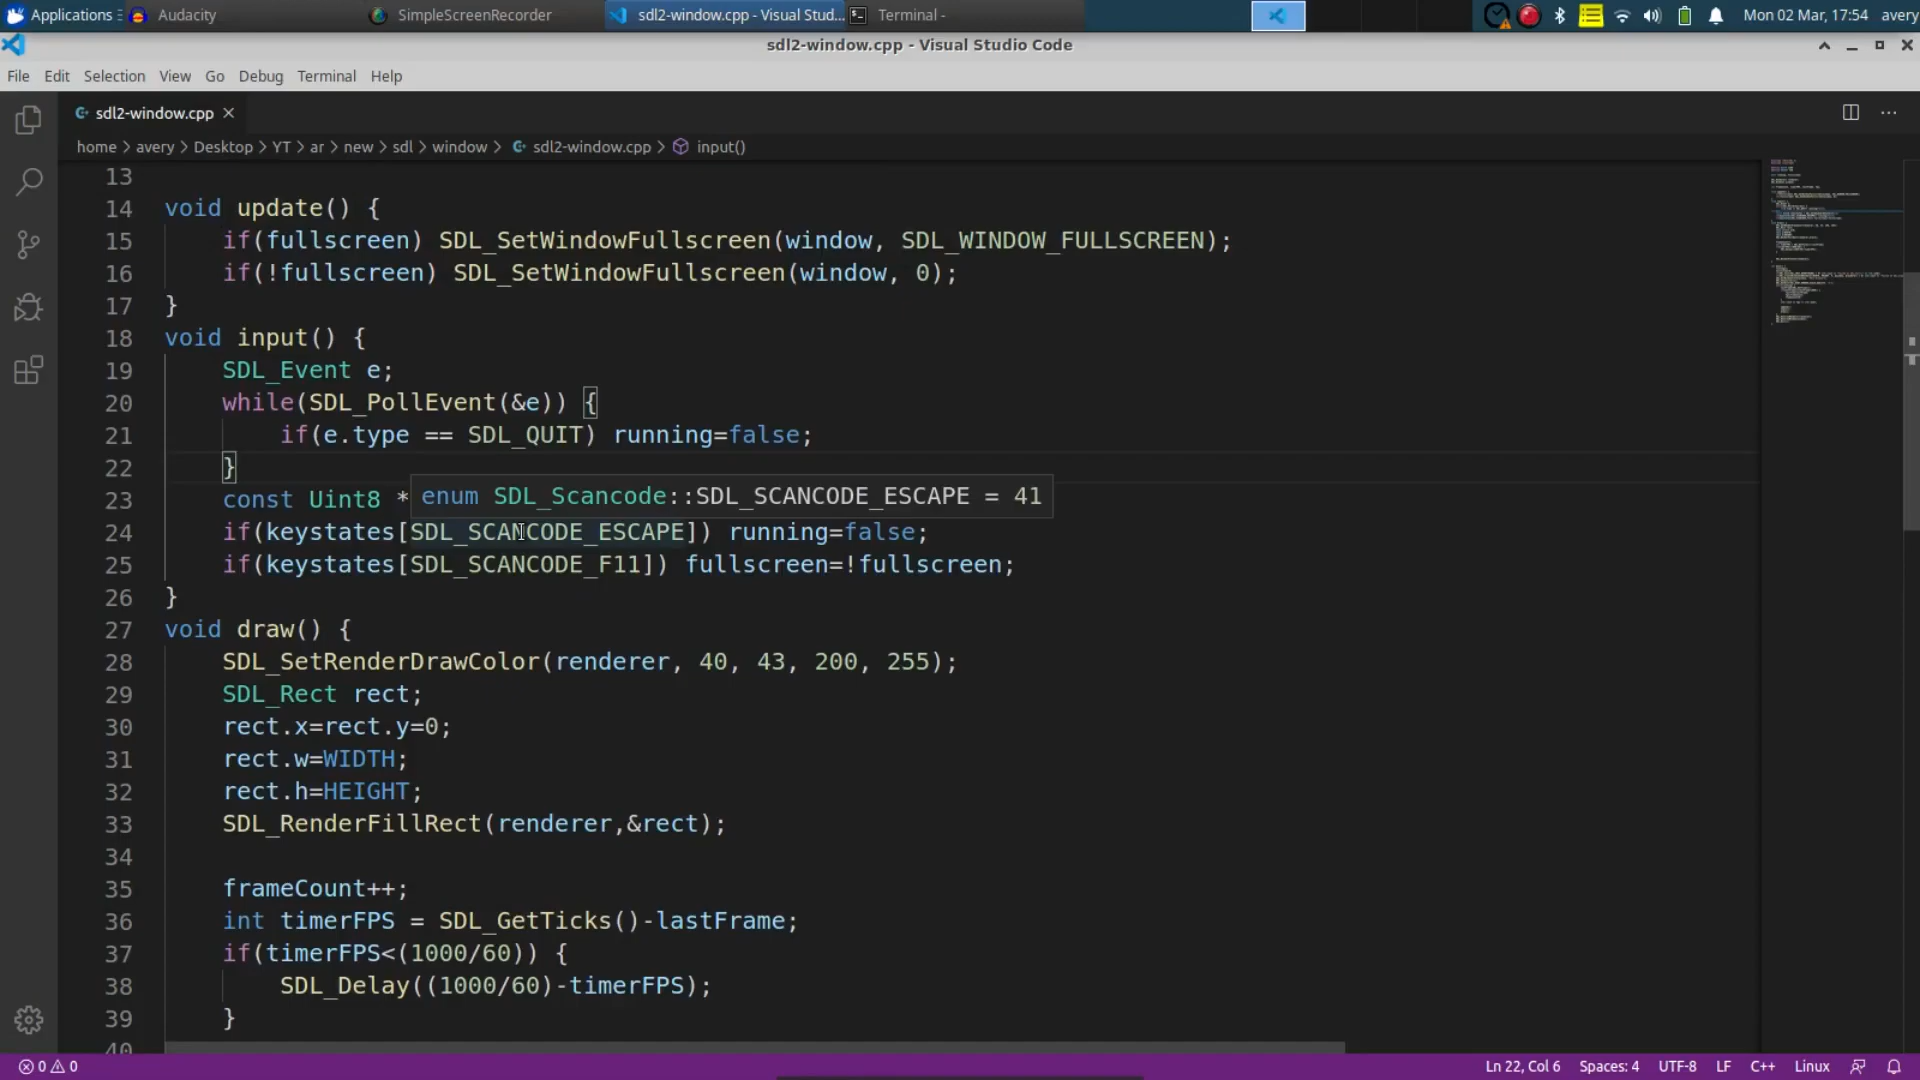 Applications
Audacity
SimpleScreenRecorder
sdl2-window.cpp - Visual Stud...
Terminal -
Mon 02 Mar, 17:54
avery
sdl2-window.cpp - Visual Studio Code
File Edit Selection View Go Debug Terminal Help
sdl2-window.cpp
home > avery > Desktop > YT > ar > new > sdl > window > sdl2-window.cpp > input()
13
14 void update() {
15 if(fullscreen) SDL_SetWindowFullscreen(window, SDL_WINDOW_FULLSCREEN);
16 if(!fullscreen) SDL_SetWindowFullscreen(window, 0);
17 }
18 void input() {
19 SDL_Event e;
20 while(SDL_PollEvent(&e)) {
21 if(e.type == SDL_QUIT) running=false;
22 }
23 const Uint8 *
enum SDL_Scancode::SDL_SCANCODE_ESCAPE = 41
24 if(keystates[SDL_SCANCODE_ESCAPE]) running=false;
25 if(keystates[SDL_SCANCODE_F11]) fullscreen=!fullscreen;
26 }
27 void draw() {
28 SDL_SetRenderDrawColor(renderer, 40, 43, 200, 255);
29 SDL_Rect rect;
30 rect.x=rect.y=0;
31 rect.w=WIDTH;
32 rect.h=HEIGHT;
33 SDL_RenderFillRect(renderer,&rect);
34
35 frameCount++;
36 int timerFPS = SDL_GetTicks()-lastFrame;
37 if(timerFPS<(1000/60)) {
38 SDL_Delay((1000/60)-timerFPS);
39 }
40
0 0
Ln 22, Col 6 Spaces: 4 UTF-8 LF C++ Linux